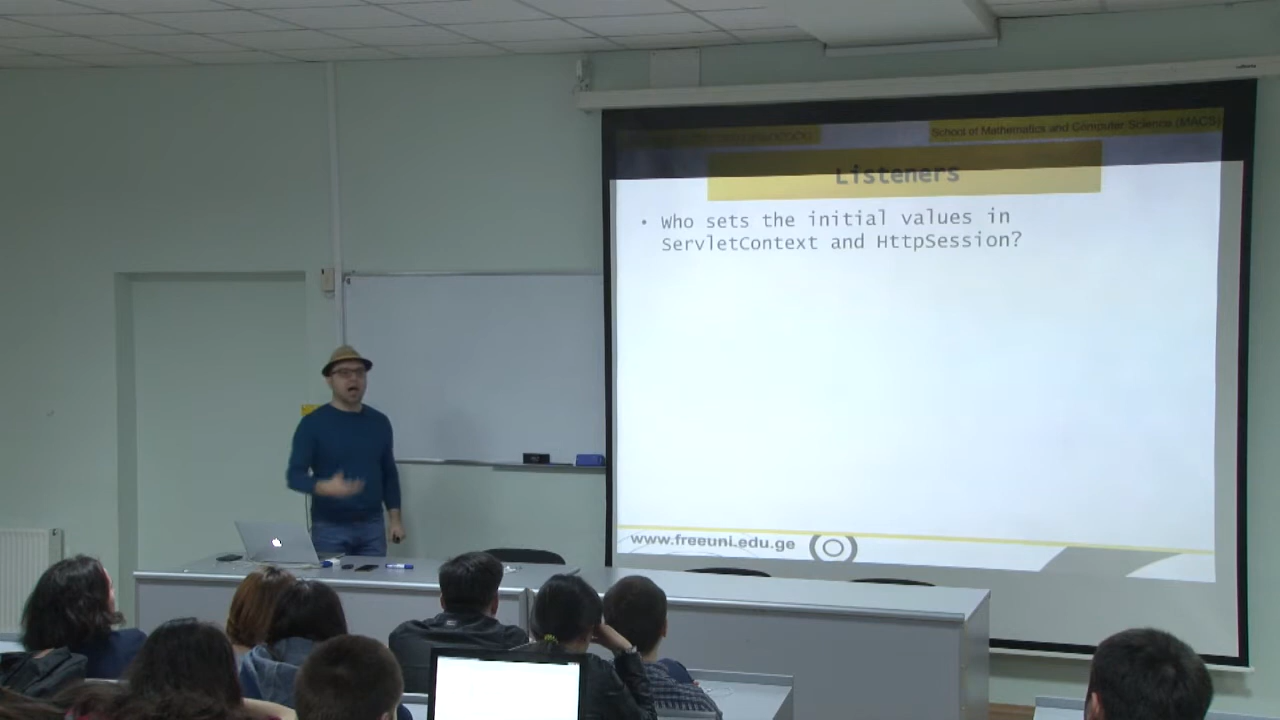 School of Mathematics and Computer Science (MACS)
Listeners
• Who sets the initial values in
ServletContext and HttpSession?
www.freeuni.edu.ge